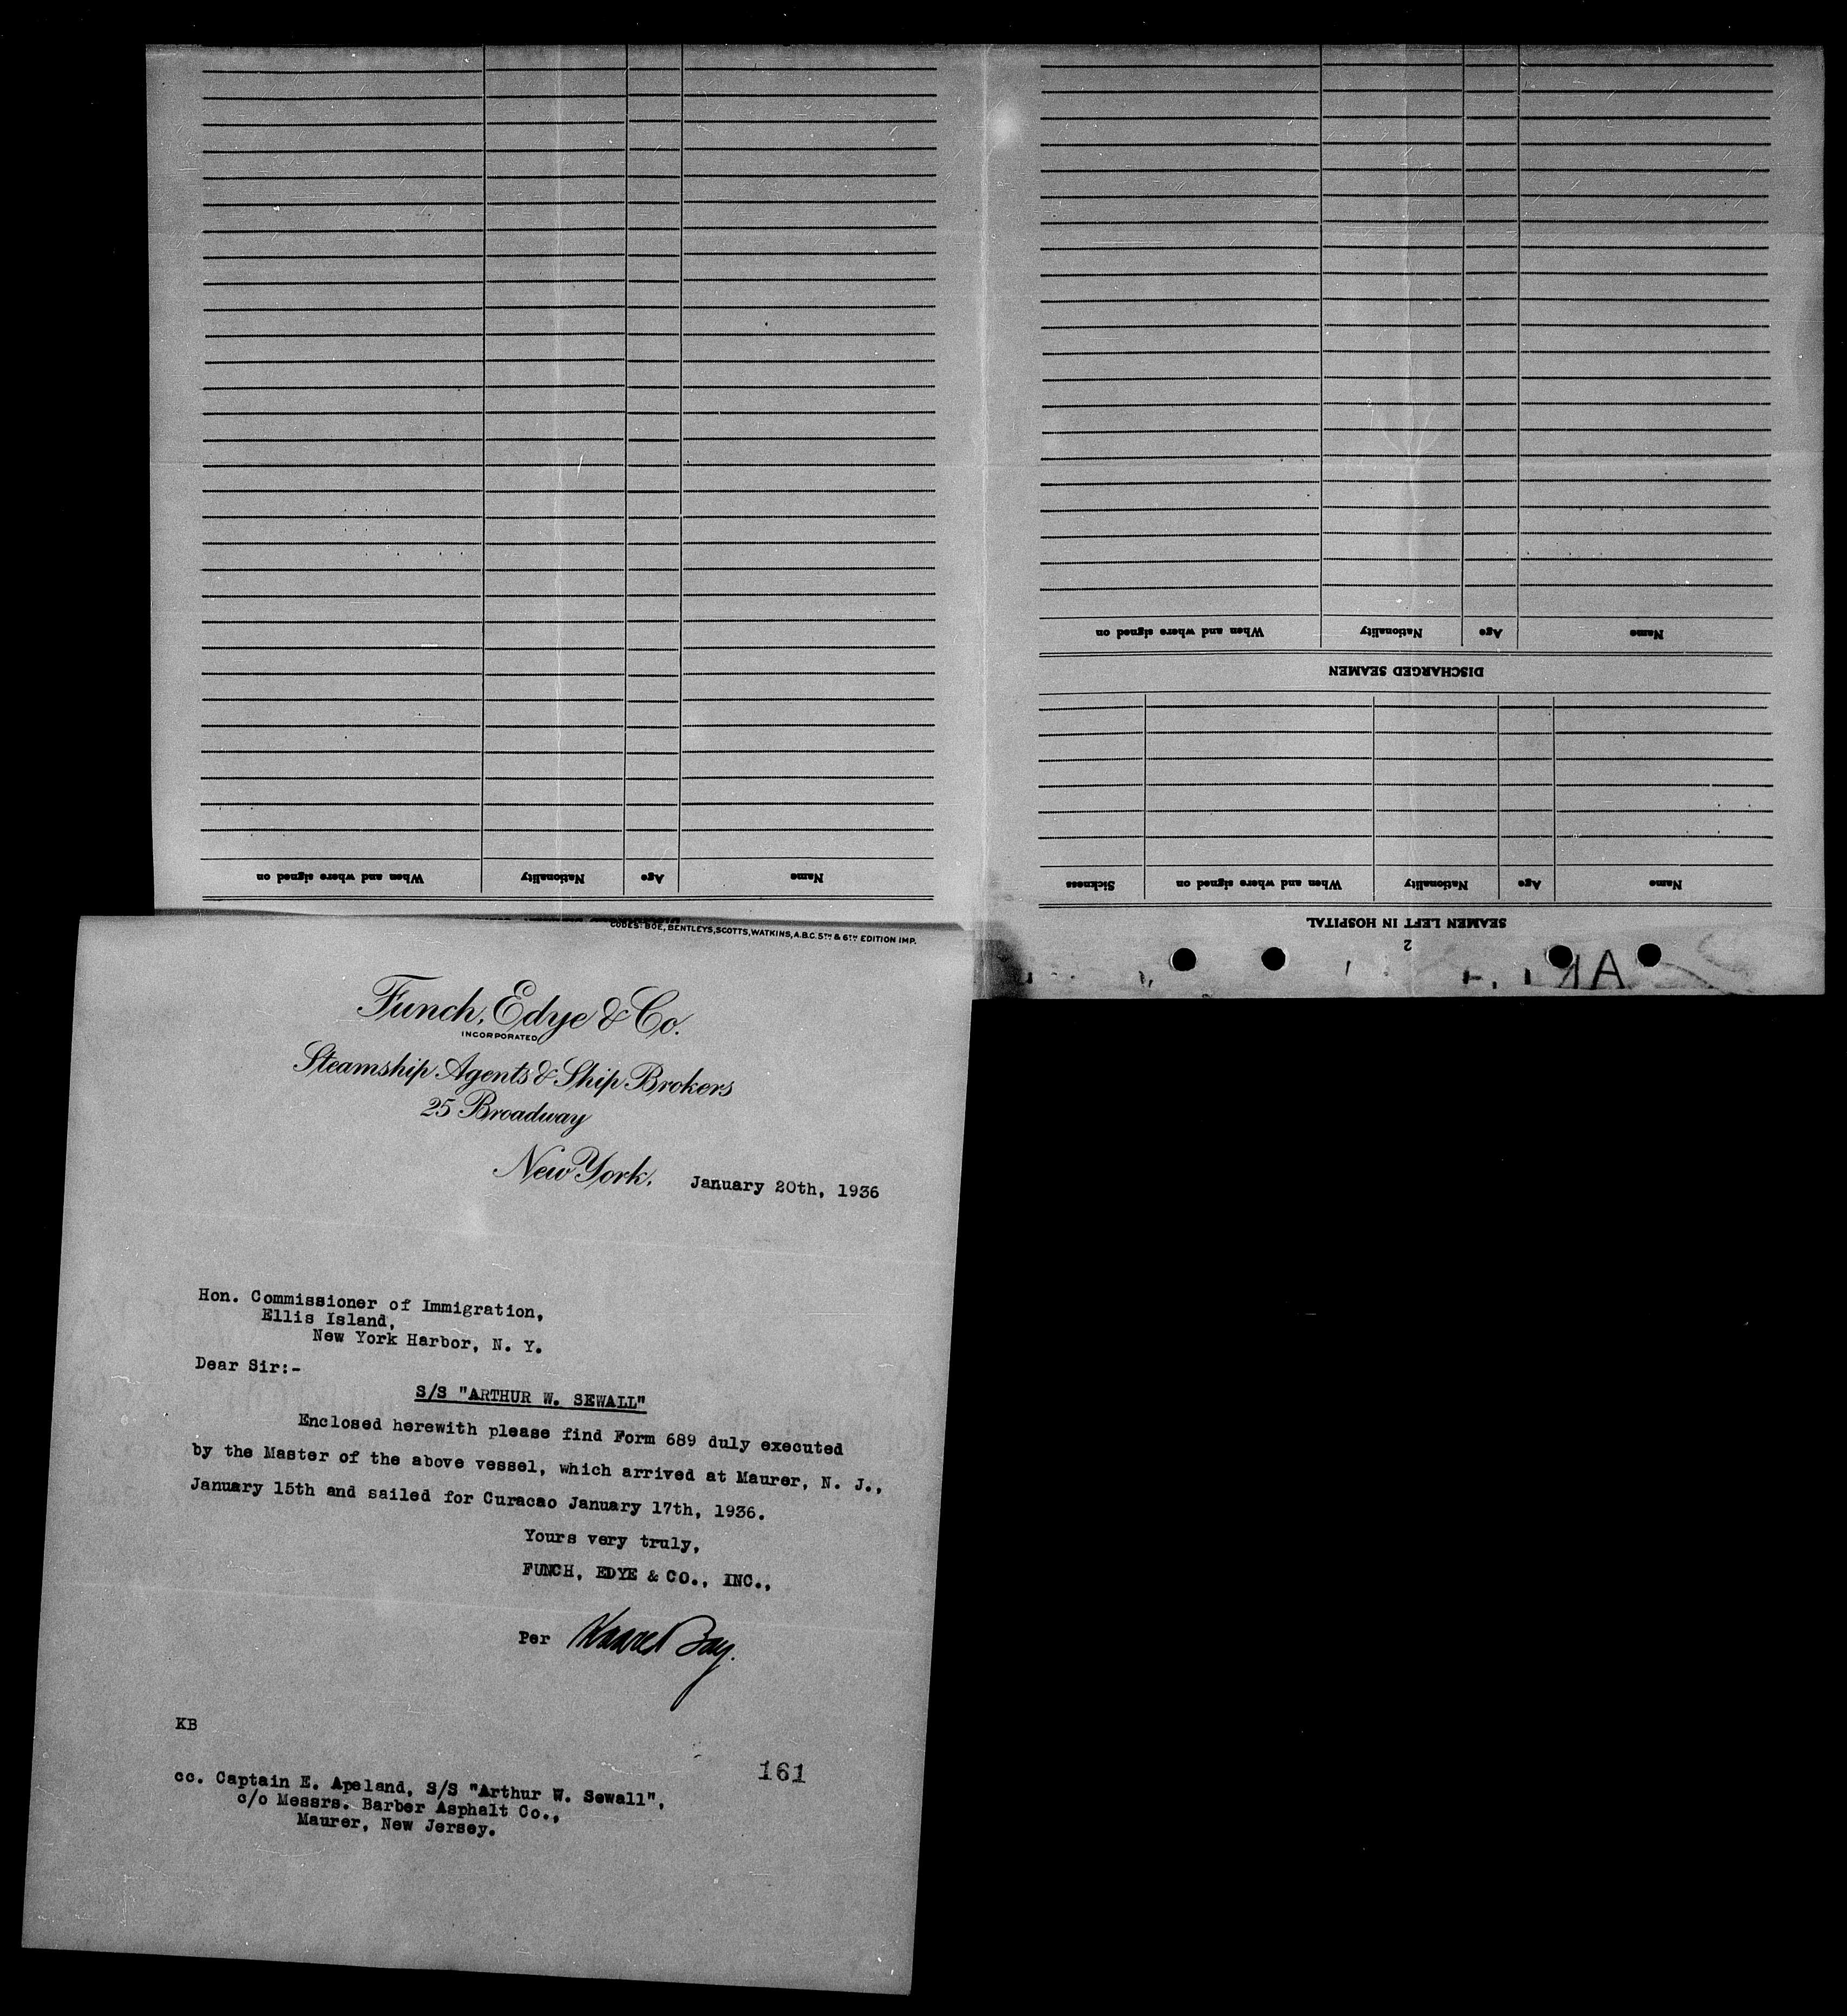 When and where signed on Nationality Age Name
When and where signed on Nationality Age Name
DISCHARGED SEAMEN
Sickness When and where signed on Nationality Age Name
SEAMEN LEFT IN HOSPITAL
2
CODES: BOE, BENTLEYS, SCOTTS, WATKINS, A.B.C. 5TH & 6TH EDITION IMP.
Funch, Edye & Co.
INCORPORATED
Steamship Agents & Ship Brokers
25 Broadway
New York, January 20th, 1936
Hon. Commissioner of Immigration,
Ellis Island,
New York Harbor, N. Y.
Dear Sir:-
S/S "ARTHUR W. SEWALL"
Enclosed herewith please find Form 689 duly executed
by the Master of the above vessel, which arrived at Maurer, N. J.,
January 15th and sailed for Curacao January 17th, 1936.
Yours very truly,
FUNCH, EDYE & CO., INC.,
Per
KB
161
cc. Captain E. Apeland, S/S "Arthur W. Sewall",
c/o Messrs. Barber Asphalt Co.,
Maurer, New Jersey.